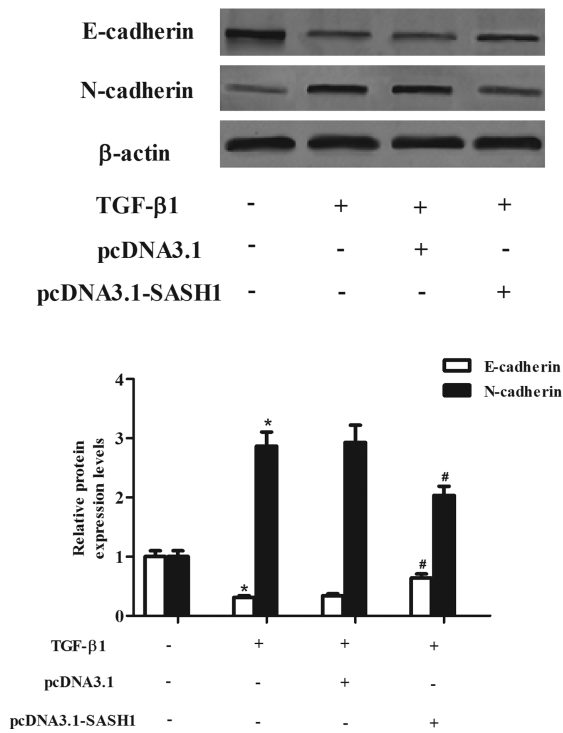 E-cadherin
N-cadherin
β-actin
TGF-β1 - + + +
pcDNA3.1 - - + -
pcDNA3.1-SASH1 - - - +
E-cadherin
N-cadherin
Relative protein
expression levels
4
3
2
1
0
* * # #
TGF-β1 - + + +
pcDNA3.1 - - + -
pcDNA3.1-SASH1 - - - +